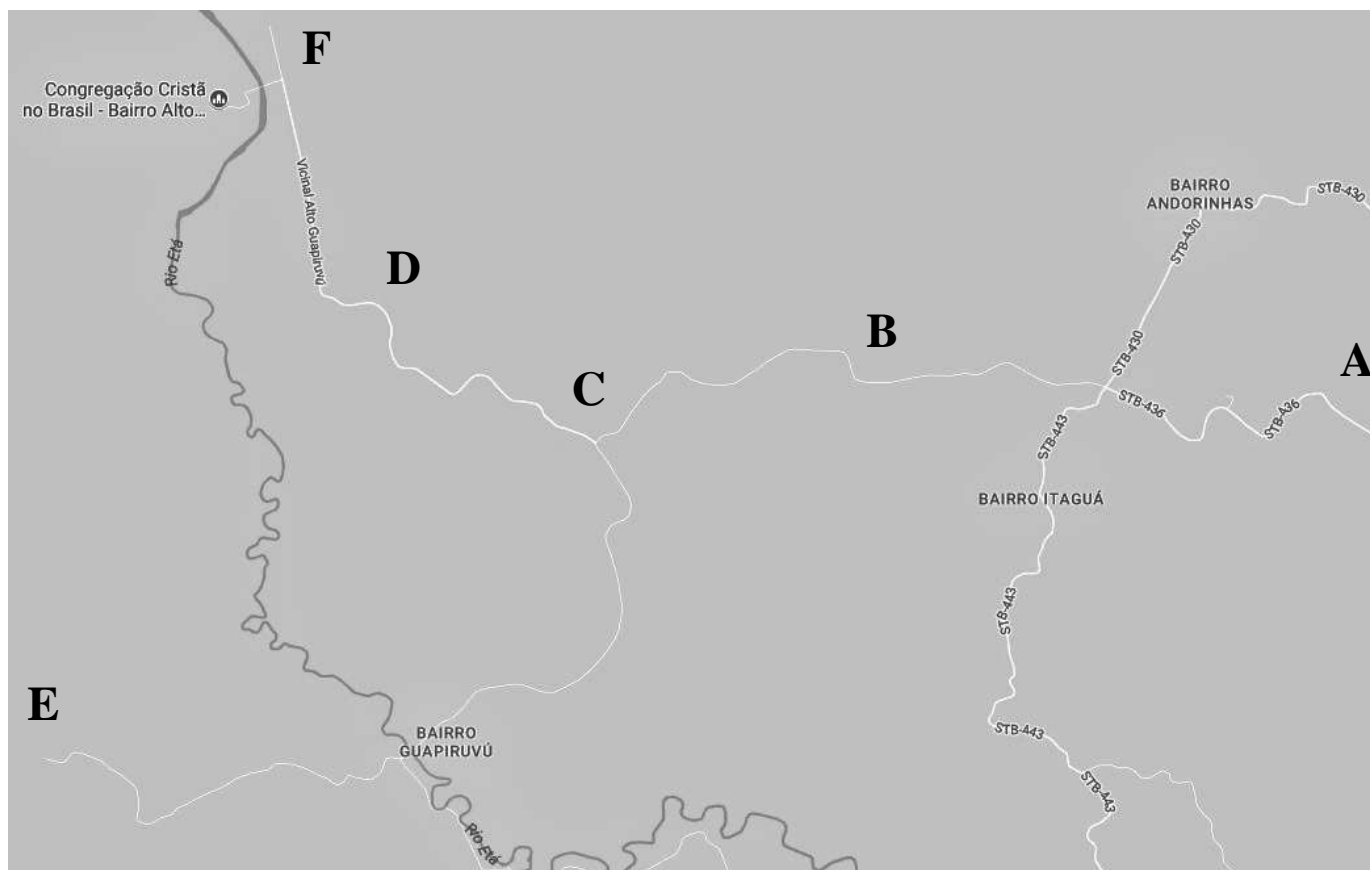 F
Congregação Cristã
no Brasil - Bairro Alto...
Vicinal Alto Guapiruvú
BAIRRO
ANDORINHAS
STB-430
STB-430
Rio Etá
D
STB-430
B
A
C
STB-436
STB-436
STB-443
BAIRRO ITAGUÁ
STB-443
E
BAIRRO
GUAPIRUVÚ
STB-443
STB-443
Rio Etá